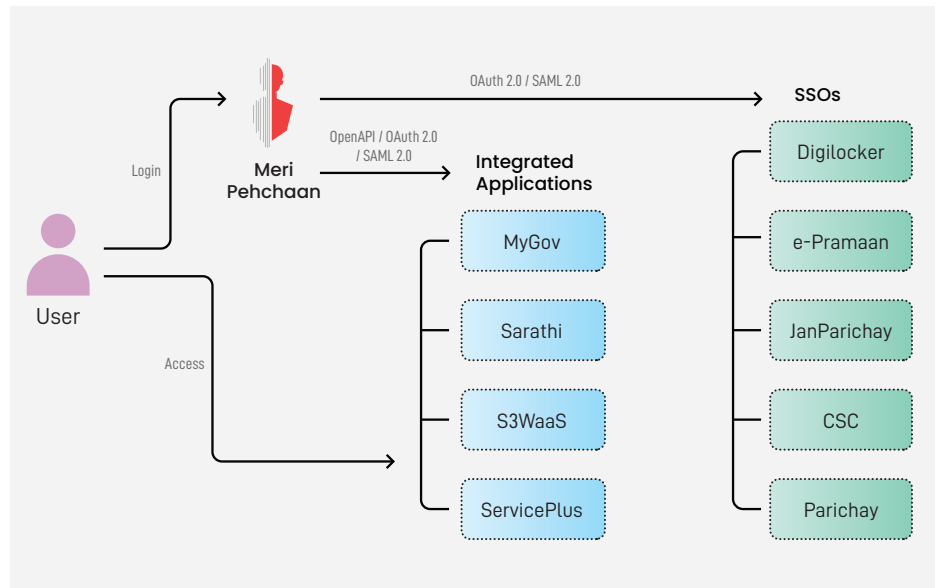 OAuth 2.0 / SAML 2.0
SSOs
OpenAPI / OAuth 2.0
/ SAML 2.0
Login
Meri
Pehchaan
Integrated
Applications
Digilocker
MyGov
e-Pramaan
User
Sarathi
JanParichay
Access
S3WaaS
CSC
ServicePlus
Parichay